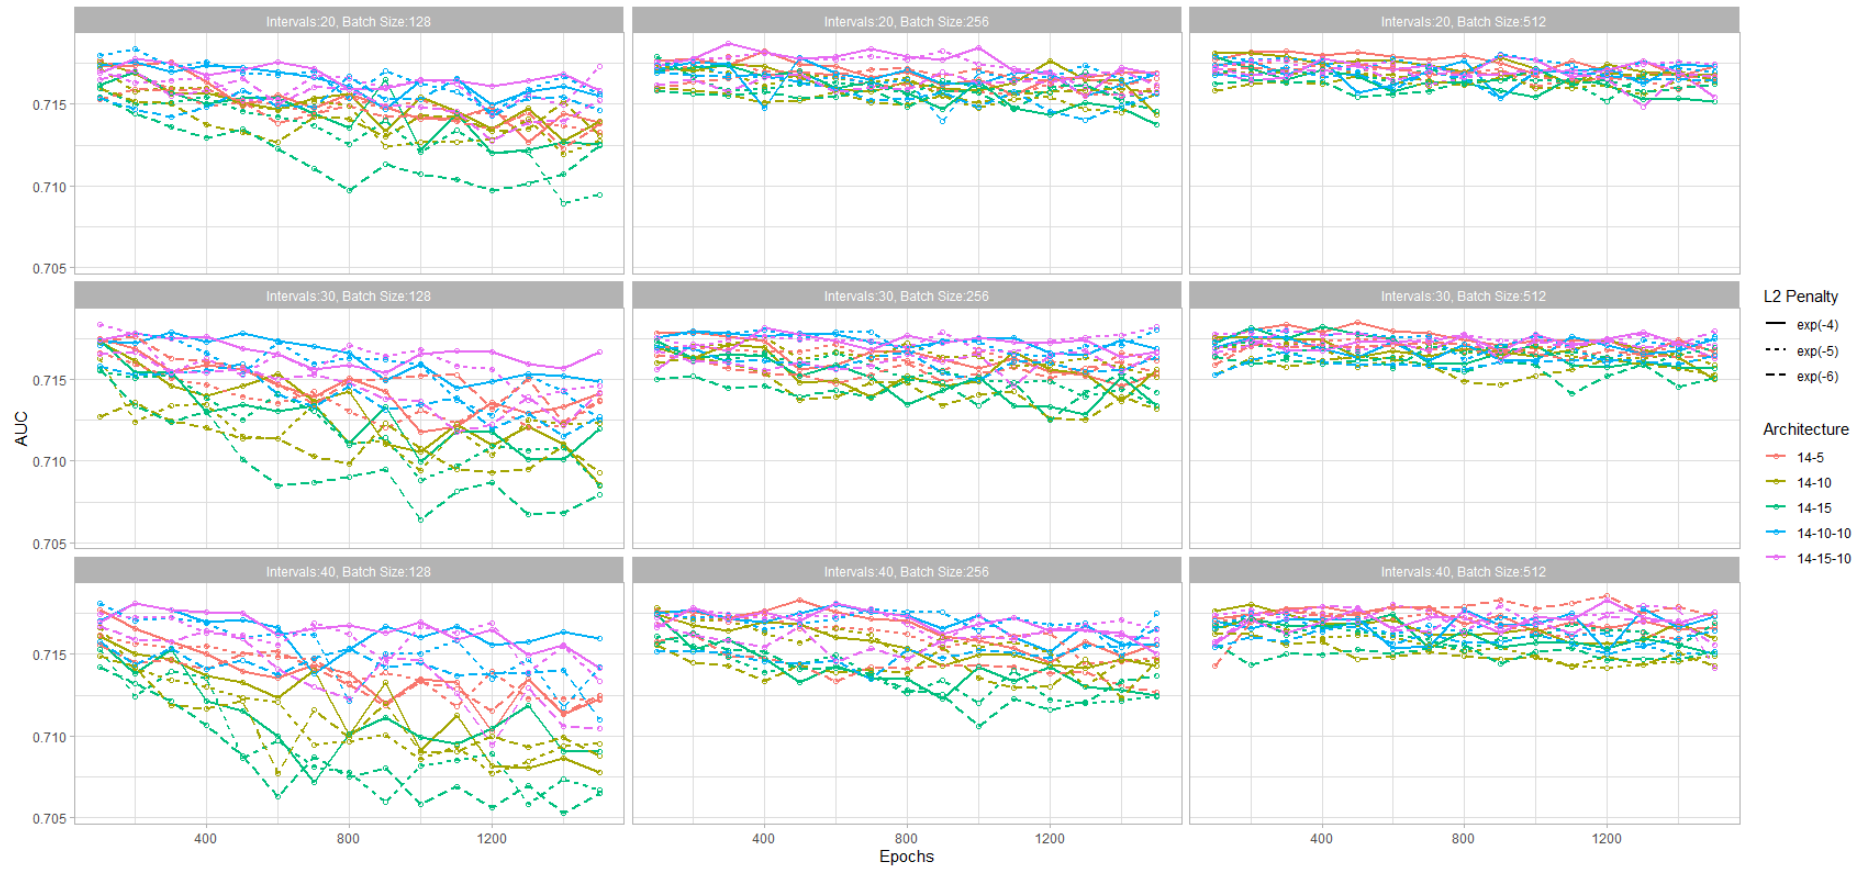 Intervals:20, Batch Size:128
Intervals:20, Batch Size:256
Intervals:20, Batch Size:512
0.715
0.710
0.705
Intervals:30, Batch Size:128
Intervals:30, Batch Size:256
Intervals:30, Batch Size:512
0.715
0.710
0.705
Intervals:40, Batch Size:128
Intervals:40, Batch Size:256
Intervals:40, Batch Size:512
0.715
0.710
0.705
AUC
400 800 1200
400 800 1200
400 800 1200
Epochs
L2 Penalty
exp(-4)
exp(-5)
exp(-6)
Architecture
14-5
14-10
14-15
14-10-10
14-15-10